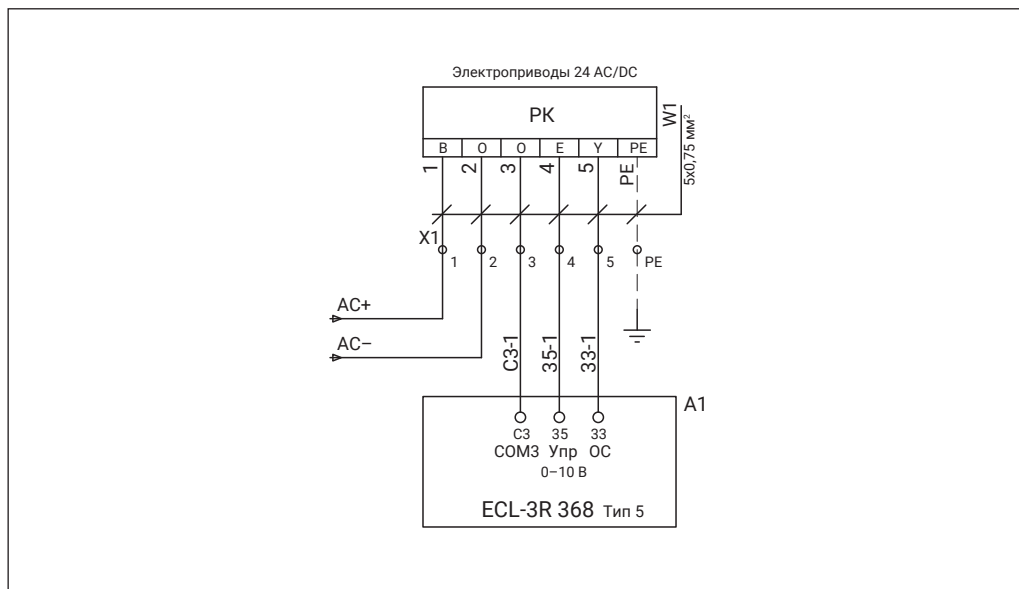 Электроприводы 24 AC/DC
РК
W1
5x0,75 мм²
B O O E Y PE
1 2 3 4 5 PE
X1
1 2 3 4 5 PE
AC+
AC–
C3-1 35-1 33-1
A1
C3 35 33
COM3 Упр ОС
0–10 В
ECL-3R 368 Тип 5